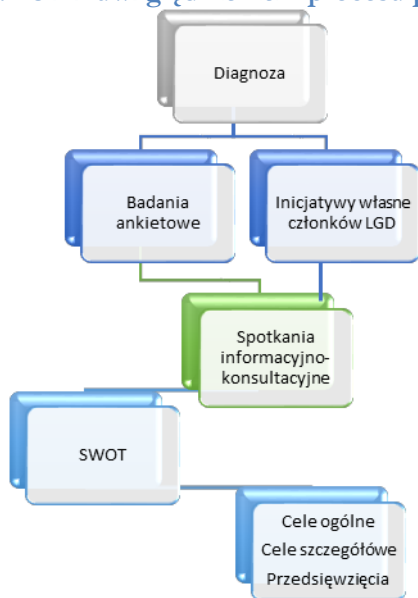 Diagnoza
Badania
ankietowe
Inicjatywy własne
członków LGD
Spotkania
informacyjno-
konsultacyjne
SWOT
Cele ogólne
Cele szczegółowe
Przedsięwzięcia